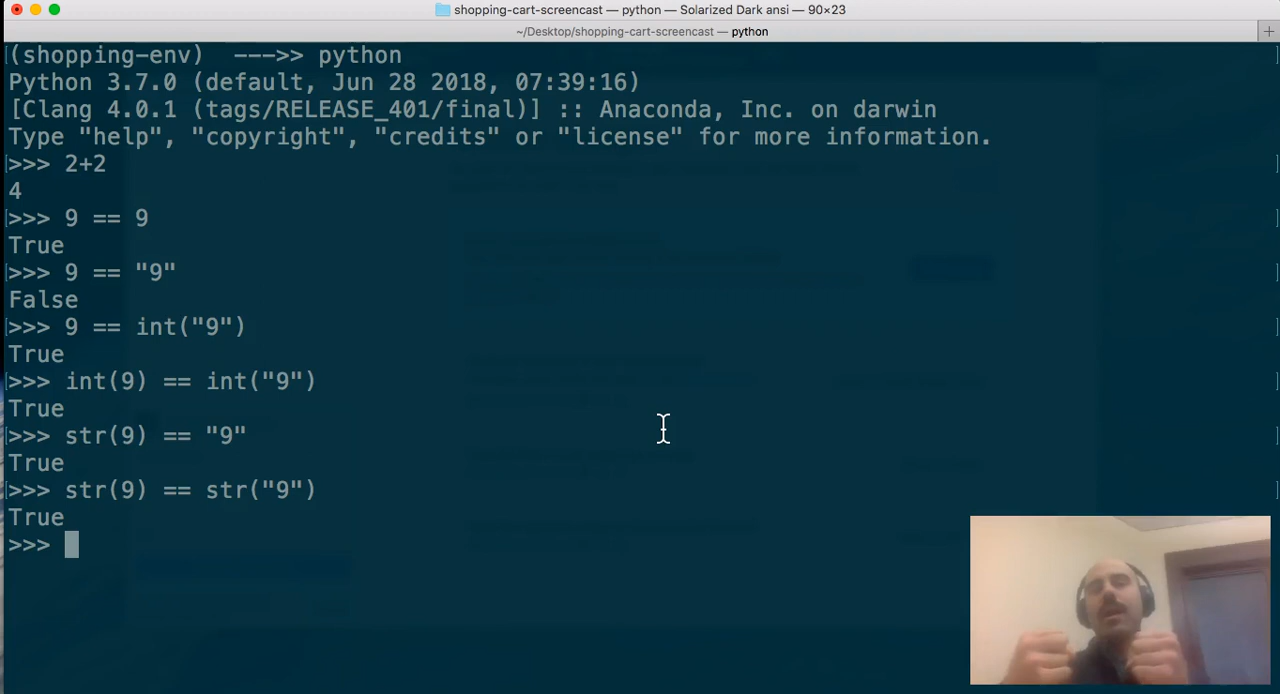 shopping-cart-screencast — python — Solarized Dark ansi — 90×23
~/Desktop/shopping-cart-screencast — python
(shopping-env)  --->> python
Python 3.7.0 (default, Jun 28 2018, 07:39:16)
[Clang 4.0.1 (tags/RELEASE_401/final)] :: Anaconda, Inc. on darwin
Type "help", "copyright", "credits" or "license" for more information.
>>> 2+2
4
>>> 9 == 9
True
>>> 9 == "9"
False
>>> 9 == int("9")
True
>>> int(9) == int("9")
True
>>> str(9) == "9"
True
>>> str(9) == str("9")
True
>>>